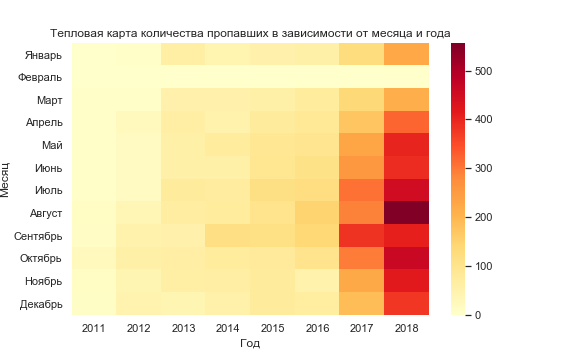 Тепловая карта количества пропавших в зависимости от месяца и года
Январь
Февраль
Март
Апрель
Май
Июнь
Июль
Август
Сентябрь
Октябрь
Ноябрь
Декабрь
Месяц
2011 2012 2013 2014 2015 2016 2017 2018
Год
500
400
300
200
100
0